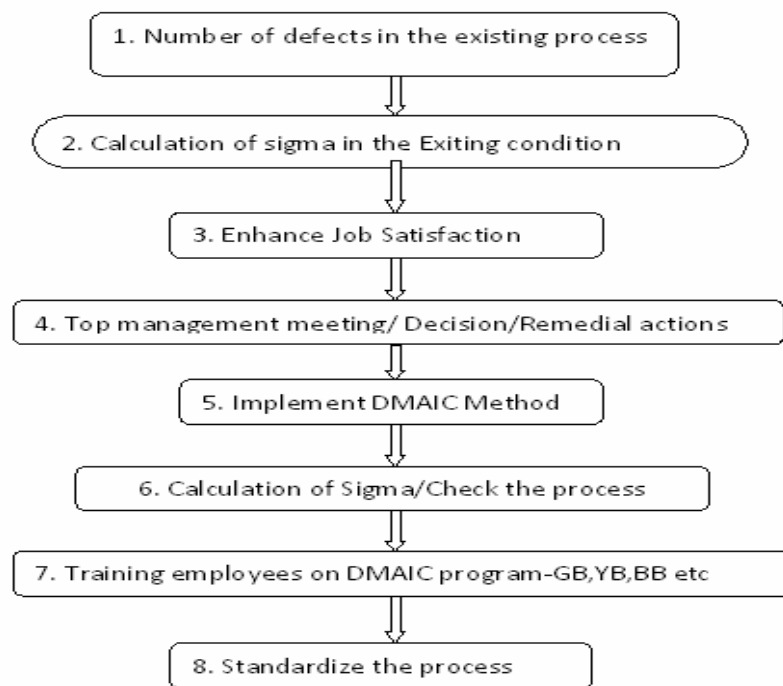 1. Number of defects in the existing process
2. Calculation of sigma in the Exiting condition
3. Enhance Job Satisfaction
4. Top management meeting/ Decision/Remedial actions
5. Implement DMAIC Method
6. Calculation of Sigma/Check the process
7. Training employees on DMAIC program-GB,YB,BB etc
8. Standardize the process